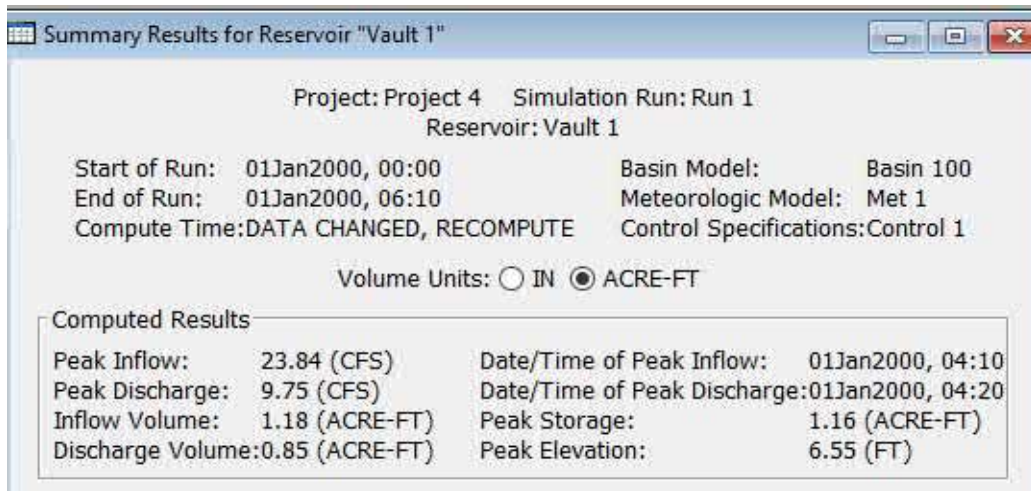 Summary Results for Reservoir "Vault 1"
Project: Project 4 Simulation Run: Run 1
Reservoir: Vault 1
Start of Run: 01Jan2000, 00:00 Basin Model: Basin 100
End of Run: 01Jan2000, 06:10 Meteorologic Model: Met 1
Compute Time:DATA CHANGED, RECOMPUTE Control Specifications:Control 1
Volume Units: IN ACRE-FT
Computed Results
Peak Inflow: 23.84 (CFS) Date/Time of Peak Inflow: 01Jan2000, 04:10
Peak Discharge: 9.75 (CFS) Date/Time of Peak Discharge:01Jan2000, 04:20
Inflow Volume: 1.18 (ACRE-FT) Peak Storage: 1.16 (ACRE-FT)
Discharge Volume:0.85 (ACRE-FT) Peak Elevation: 6.55 (FT)